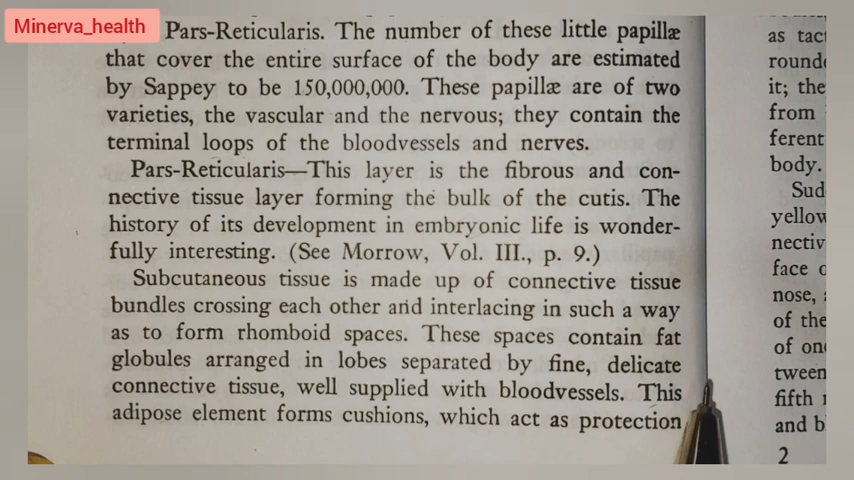 Minerva_health
Pars-Reticularis. The number of these little papillæ
that cover the entire surface of the body are estimated
by Sappey to be 150,000,000. These papillæ are of two
varieties, the vascular and the nervous; they contain the
terminal loops of the bloodvessels and nerves.
Pars-Reticularis—This layer is the fibrous and con-
nective tissue layer forming the bulk of the cutis. The
history of its development in embryonic life is wonder-
fully interesting. (See Morrow, Vol. III., p. 9.)
Subcutaneous tissue is made up of connective tissue
bundles crossing each other and interlacing in such a way
as to form rhomboid spaces. These spaces contain fat
globules arranged in lobes separated by fine, delicate
connective tissue, well supplied with bloodvessels. This
adipose element forms cushions, which act as protection
as tact
rounde
it; the
from
ferent
body.
Sud
yellow
nectiv
face o
nose,
of the
of one
tween
fifth
and b
2